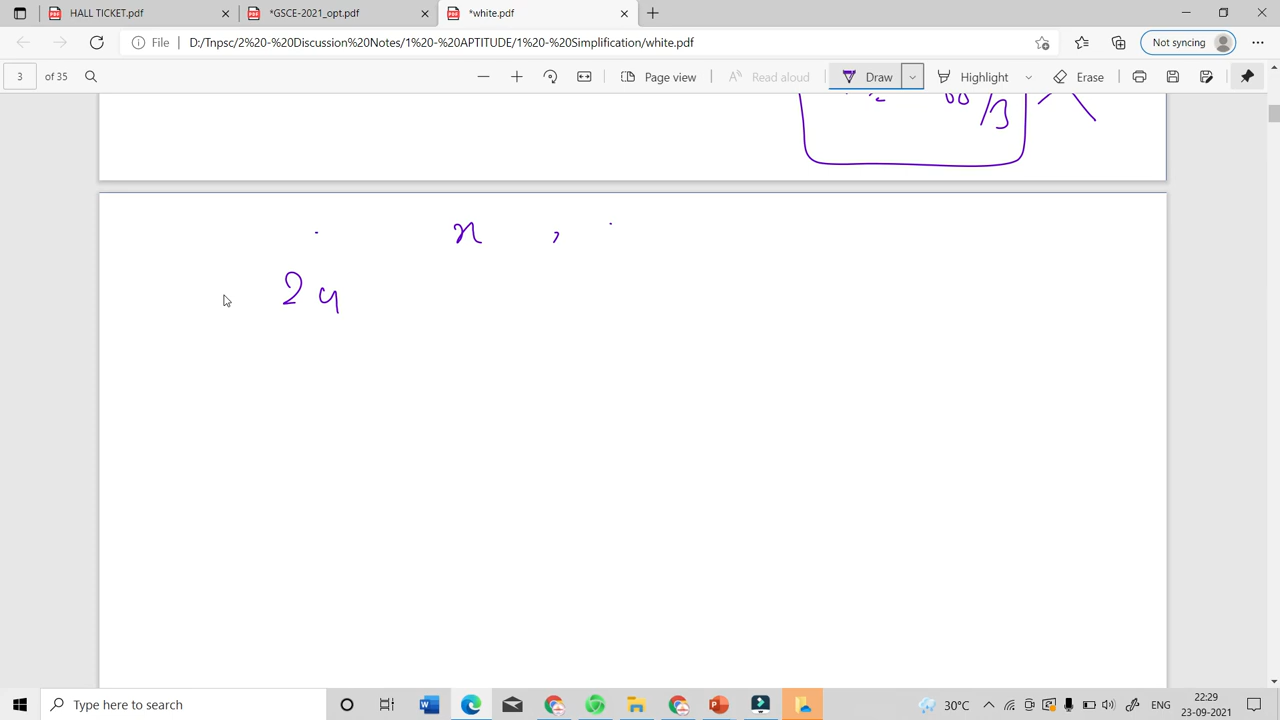 HALL TICKET.pdf *GSCE-2021_opt.pdf *white.pdf
File D:/Tnpsc/2%20-%20Discussion%20Notes/1%20-%20APTITUDE/1%20-%20Simplification/white.pdf Not syncing
3 of 35 Page view Read aloud Draw Highlight Erase
x ,
24
Type here to search 30°C ENG 22:29
23-09-2021